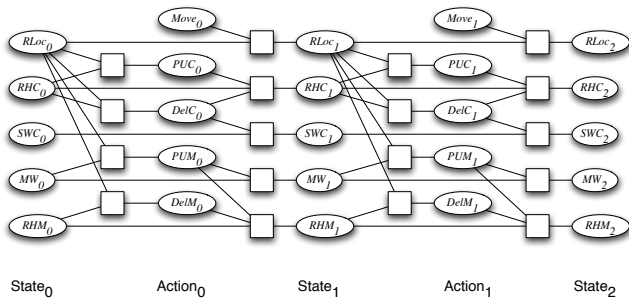 Move₀ Move₁
RLoc₀ RLoc₁ RLoc₂
PUC₀ PUC₁
RHC₀ RHC₁ RHC₂
DelC₀ DelC₁
SWC₀ SWC₁ SWC₂
PUM₀ PUM₁
MW₀ MW₁ MW₂
DelM₀ DelM₁
RHM₀ RHM₁ RHM₂
State₀ Action₀ State₁ Action₁ State₂